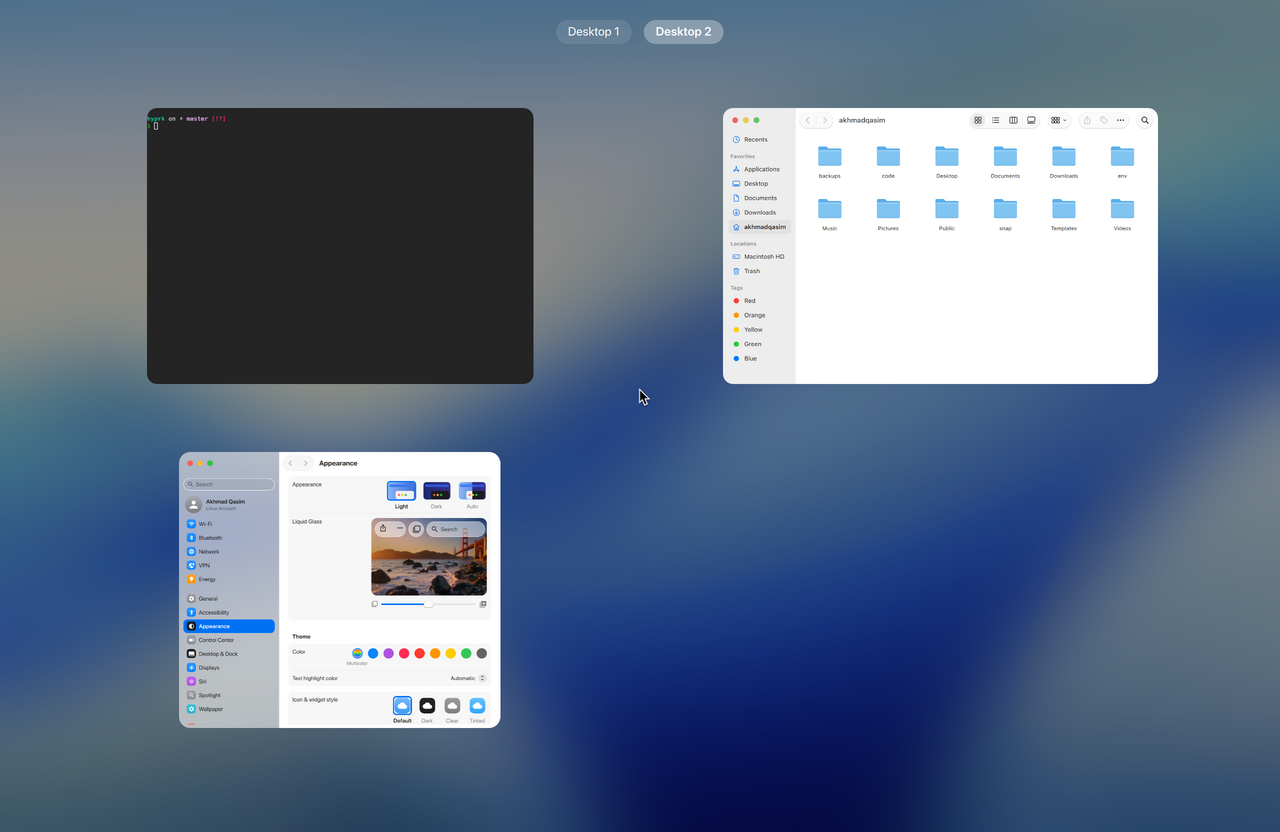 Desktop 1
Desktop 2
hyprk on master [!?]
akhmadqasim
Recents
Favorites
Applications
Desktop
Documents
Downloads
akhmadqasim
Locations
Macintosh HD
Trash
Tags
Red
Orange
Yellow
Green
Blue
backups
code
Desktop
Documents
Downloads
env
Music
Pictures
Public
snap
Templates
Videos
Search
Akhmad Qasim
Linux Account
Wi-Fi
Bluetooth
Network
VPN
Energy
General
Accessibility
Appearance
Control Center
Desktop & Dock
Displays
Siri
Spotlight
Wallpaper
Appearance
Appearance
Light
Dark
Auto
Liquid Glass
Search
Theme
Color
Multicolor
Text highlight color
Automatic
Icon & widget style
Default
Dark
Clear
Tinted